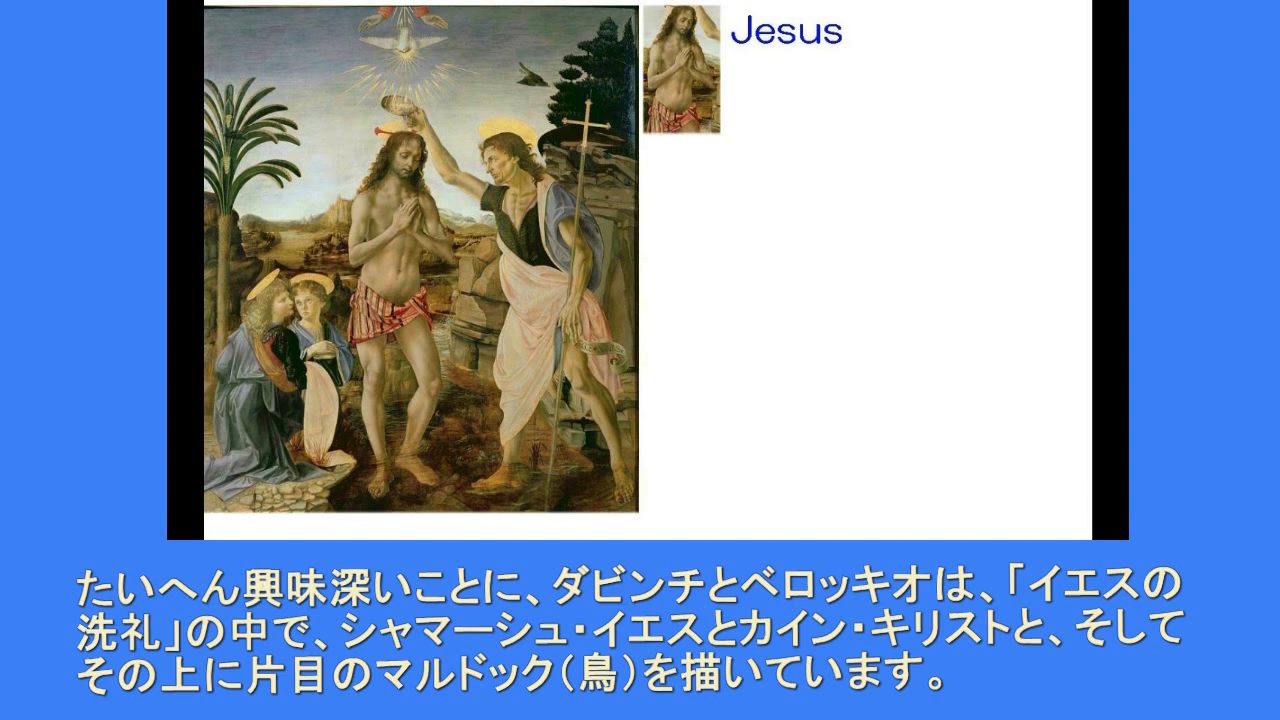 Jesus
たいへん興味深いことに、ダビンチとベロッキオは、「イエスの
洗礼」の中で、シャマーシュ・イエスとカイン・キリストと、そして
その上に片目のマルドック（鳥）を描いています。